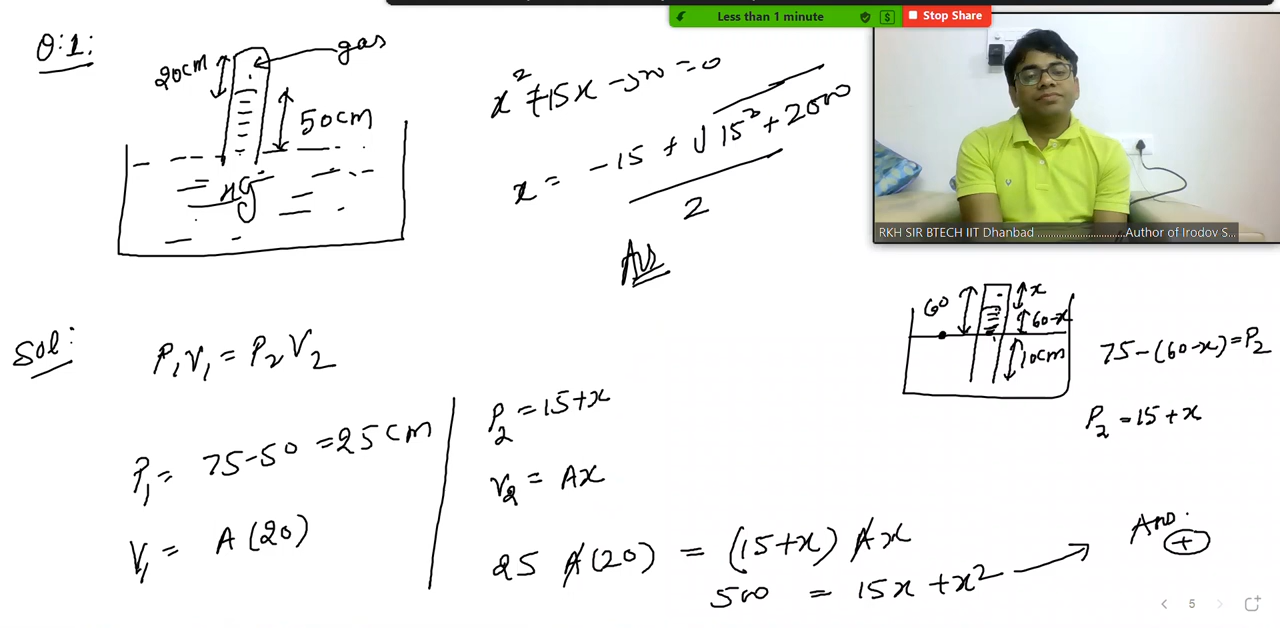 Less than 1 minute
Stop Share
Q:1:
20cm
gas
50cm
Hg
x² + 15x - 500 = 0
x = -15 + √15² + 2000
2
Ans
RKH SIR BTECH IIT Dhanbad ..............................Author of Irodov S...
60
x
60-x
10cm
75-(60-x)=P₂
P₂ = 15+x
Sol:
P₁V₁ = P₂V₂
P₁ = 75-50 = 25cm
V₁ = A(20)
P₂ = 15+x
V₂ = Ax
25 A(20) = (15+x) Ax
500 = 15x + x²
Ans.
+
5